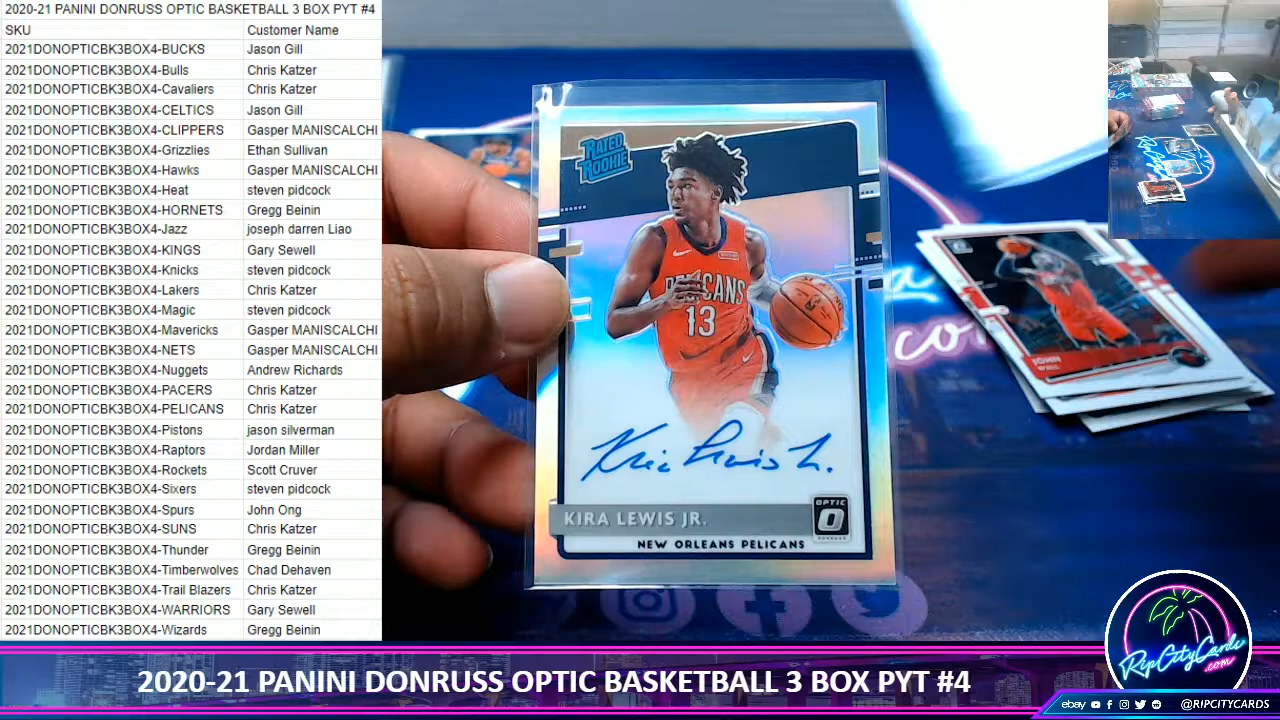 2020-21 PANINI DONRUSS OPTIC BASKETBALL 3 BOX PYT #4
SKU Customer Name
2021DONOPTICBK3BOX4-BUCKS Jason Gill
2021DONOPTICBK3BOX4-Bulls Chris Katzer
2021DONOPTICBK3BOX4-Cavaliers Chris Katzer
2021DONOPTICBK3BOX4-CELTICS Jason Gill
2021DONOPTICBK3BOX4-CLIPPERS Gasper MANISCALCHI
2021DONOPTICBK3BOX4-Grizzlies Ethan Sullivan
2021DONOPTICBK3BOX4-Hawks Gasper MANISCALCHI
2021DONOPTICBK3BOX4-Heat steven pidcock
2021DONOPTICBK3BOX4-HORNETS Gregg Beinin
2021DONOPTICBK3BOX4-Jazz joseph darren Liao
2021DONOPTICBK3BOX4-KINGS Gary Sewell
2021DONOPTICBK3BOX4-Knicks steven pidcock
2021DONOPTICBK3BOX4-Lakers Chris Katzer
2021DONOPTICBK3BOX4-Magic steven pidcock
2021DONOPTICBK3BOX4-Mavericks Gasper MANISCALCHI
2021DONOPTICBK3BOX4-NETS Gasper MANISCALCHI
2021DONOPTICBK3BOX4-Nuggets Andrew Richards
2021DONOPTICBK3BOX4-PACERS Chris Katzer
2021DONOPTICBK3BOX4-PELICANS Chris Katzer
2021DONOPTICBK3BOX4-Pistons jason silverman
2021DONOPTICBK3BOX4-Raptors Jordan Miller
2021DONOPTICBK3BOX4-Rockets Scott Cruver
2021DONOPTICBK3BOX4-Sixers steven pidcock
2021DONOPTICBK3BOX4-Spurs John Ong
2021DONOPTICBK3BOX4-SUNS Chris Katzer
2021DONOPTICBK3BOX4-Thunder Gregg Beinin
2021DONOPTICBK3BOX4-Timberwolves Chad Dehaven
2021DONOPTICBK3BOX4-Trail Blazers Chris Katzer
2021DONOPTICBK3BOX4-WARRIORS Gary Sewell
2021DONOPTICBK3BOX4-Wizards Gregg Beinin
RATED
ROOKIE
PELICANS
13
Kira Lewis Jr.
KIRA LEWIS JR.
OPTIC
NEW ORLEANS PELICANS
JOHN
WALL
2020-21 PANINI DONRUSS OPTIC BASKETBALL 3 BOX PYT #4
RipCityCards
.com
ebay
@RIPCITYCARDS